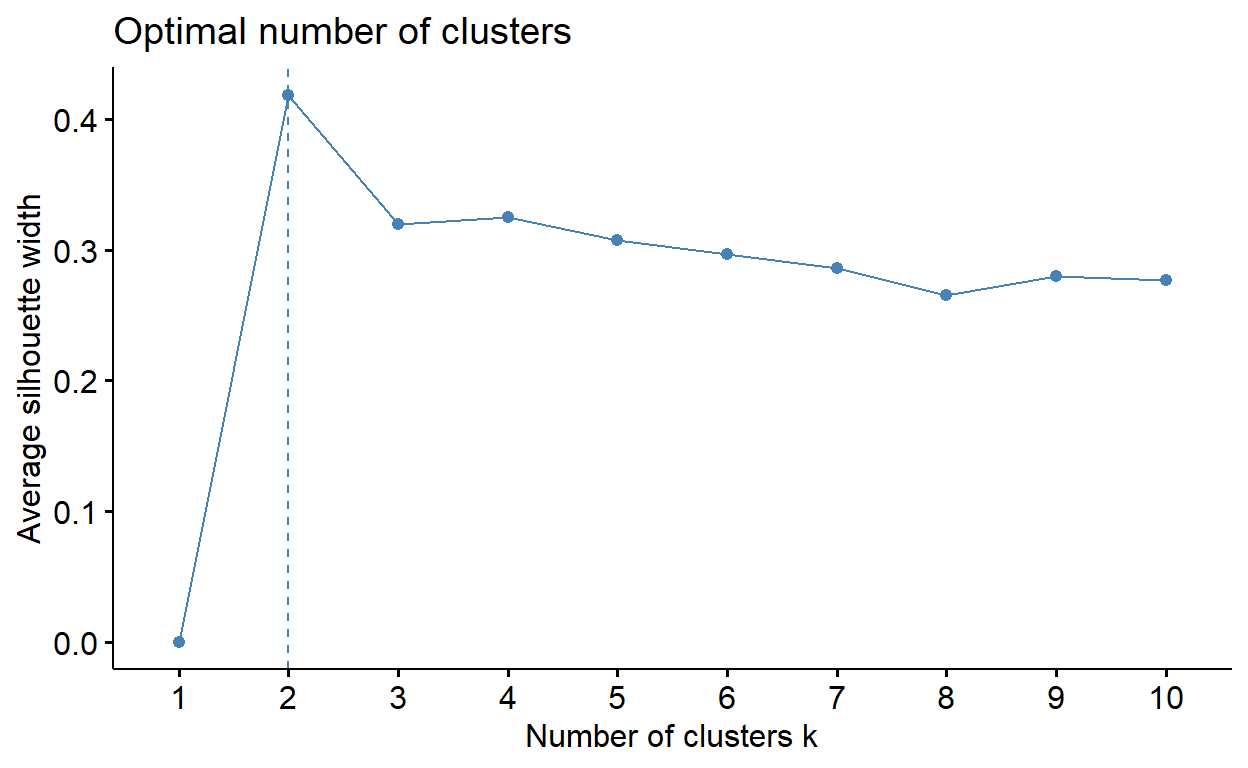 Optimal number of clusters
Average silhouette width
0.4
0.3
0.2
0.1
0.0
1 2 3 4 5 6 7 8 9 10
Number of clusters k